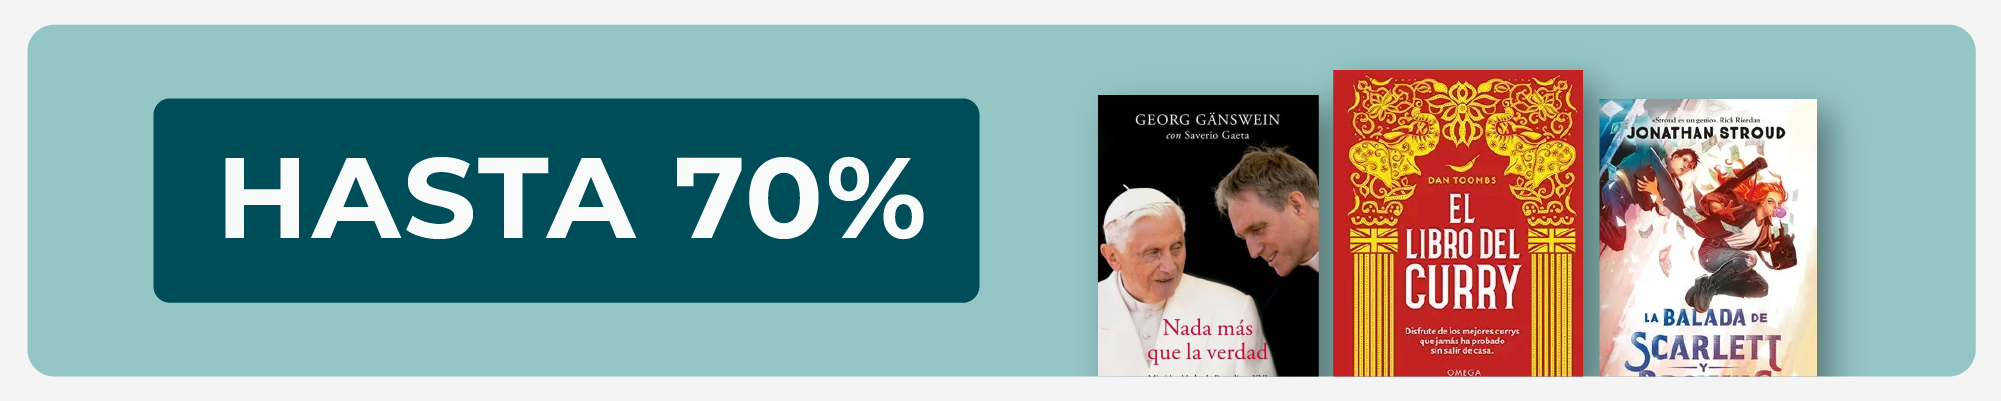 HASTA 70%
GEORG GÄNSWEIN
con Saverio Gaeta
Nada más
que la verdad
DAN TOOMBS
EL
LIBRO DEL
CURRY
Disfrute de los mejores currys
que jamás ha probado
sin salir de casa.
OMEGA
«Stroud es un genio». Rick Riordan
JONATHAN STROUD
LA BALADA DE
SCARLETT
Y